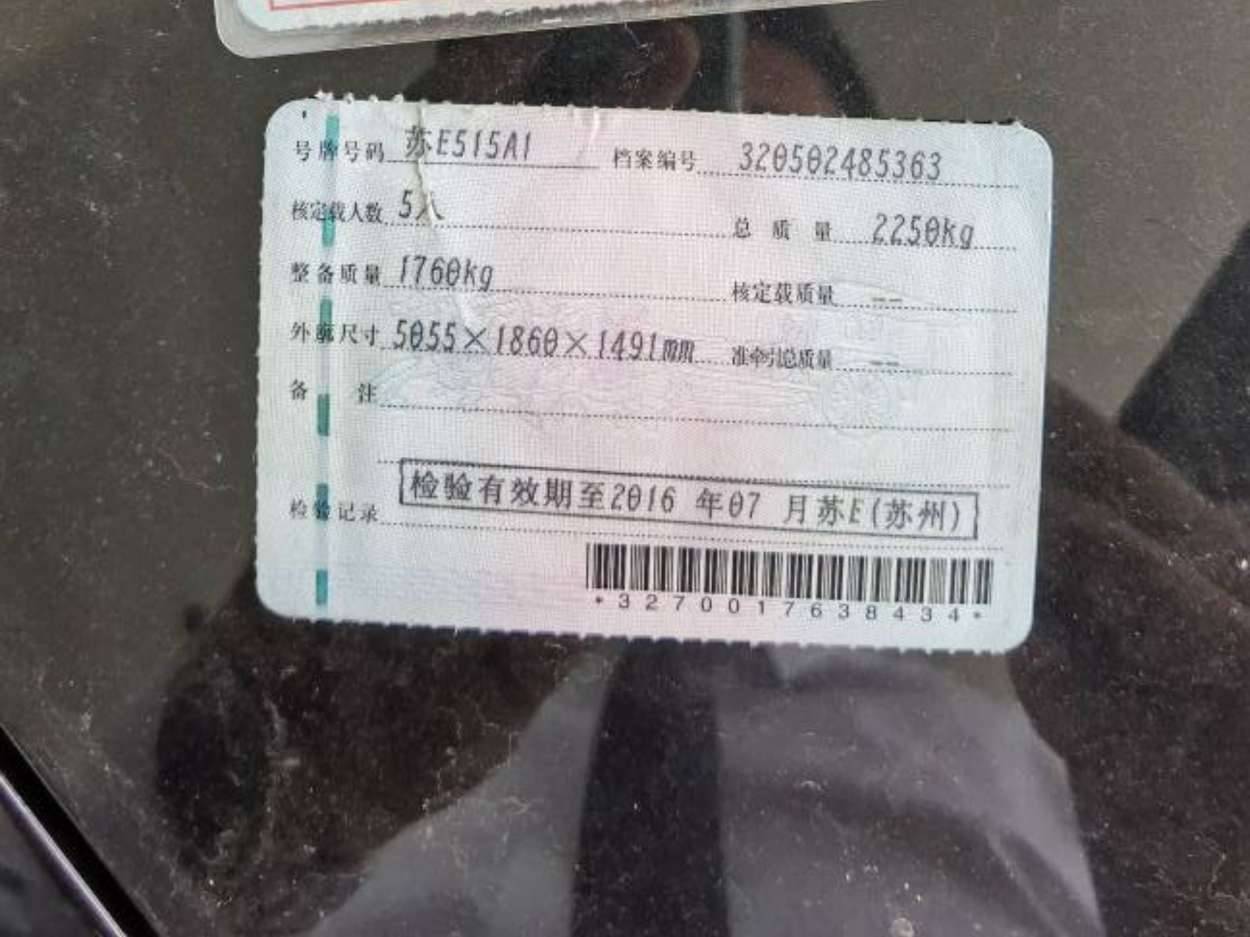 号牌号码 苏E515A1 档案编号 320502485363
核定载人数 5人 总质量 2250kg
整备质量 1760kg 核定载质量 --
外廓尺寸 5055×1860×1491mm 准牵引总质量 --
备注
检验记录 检验有效期至2016 年07 月苏E(苏州)
*3270017638434*